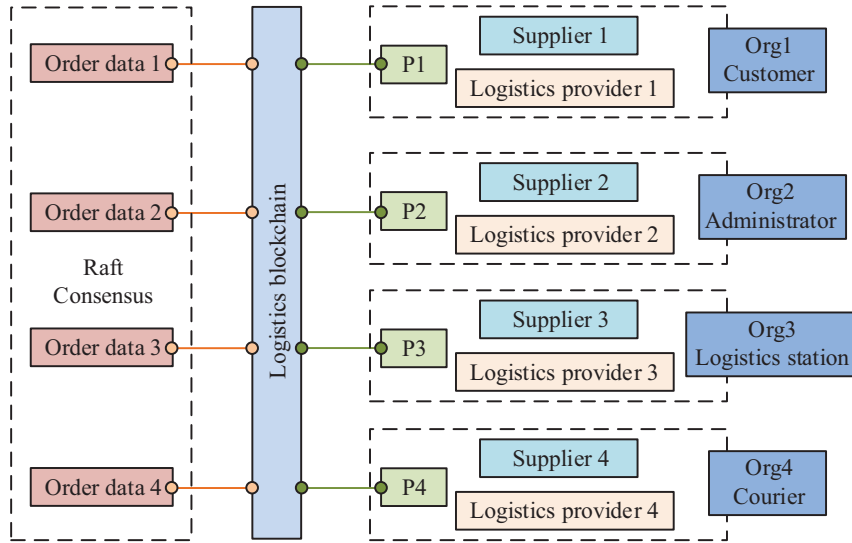 Order data 1
Order data 2
Raft
Consensus
Order data 3
Order data 4
Logistics blockchain
P1
Supplier 1
Logistics provider 1
Org1
Customer
P2
Supplier 2
Logistics provider 2
Org2
Administrator
P3
Supplier 3
Logistics provider 3
Org3
Logistics station
P4
Supplier 4
Logistics provider 4
Org4
Courier